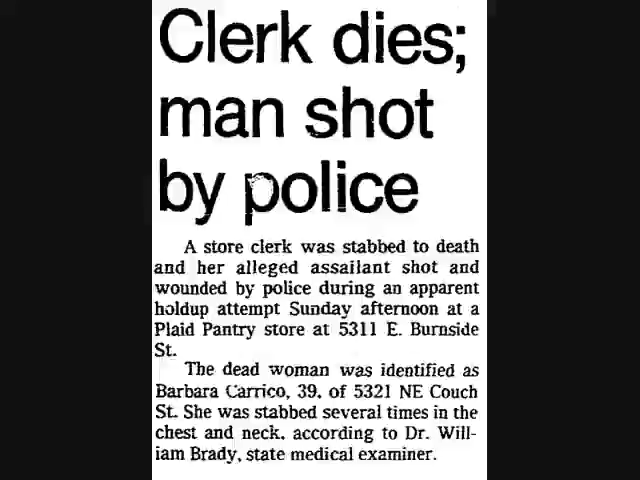 Clerk dies;
man shot
by police
A store clerk was stabbed to death
and her alleged assailant shot and
wounded by police during an apparent
holdup attempt Sunday afternoon at a
Plaid Pantry store at 5311 E. Burnside
St.
The dead woman was identified as
Barbara Carrico, 39, of 5321 NE Couch
St. She was stabbed several times in the
chest and neck, according to Dr. Will-
iam Brady, state medical examiner.